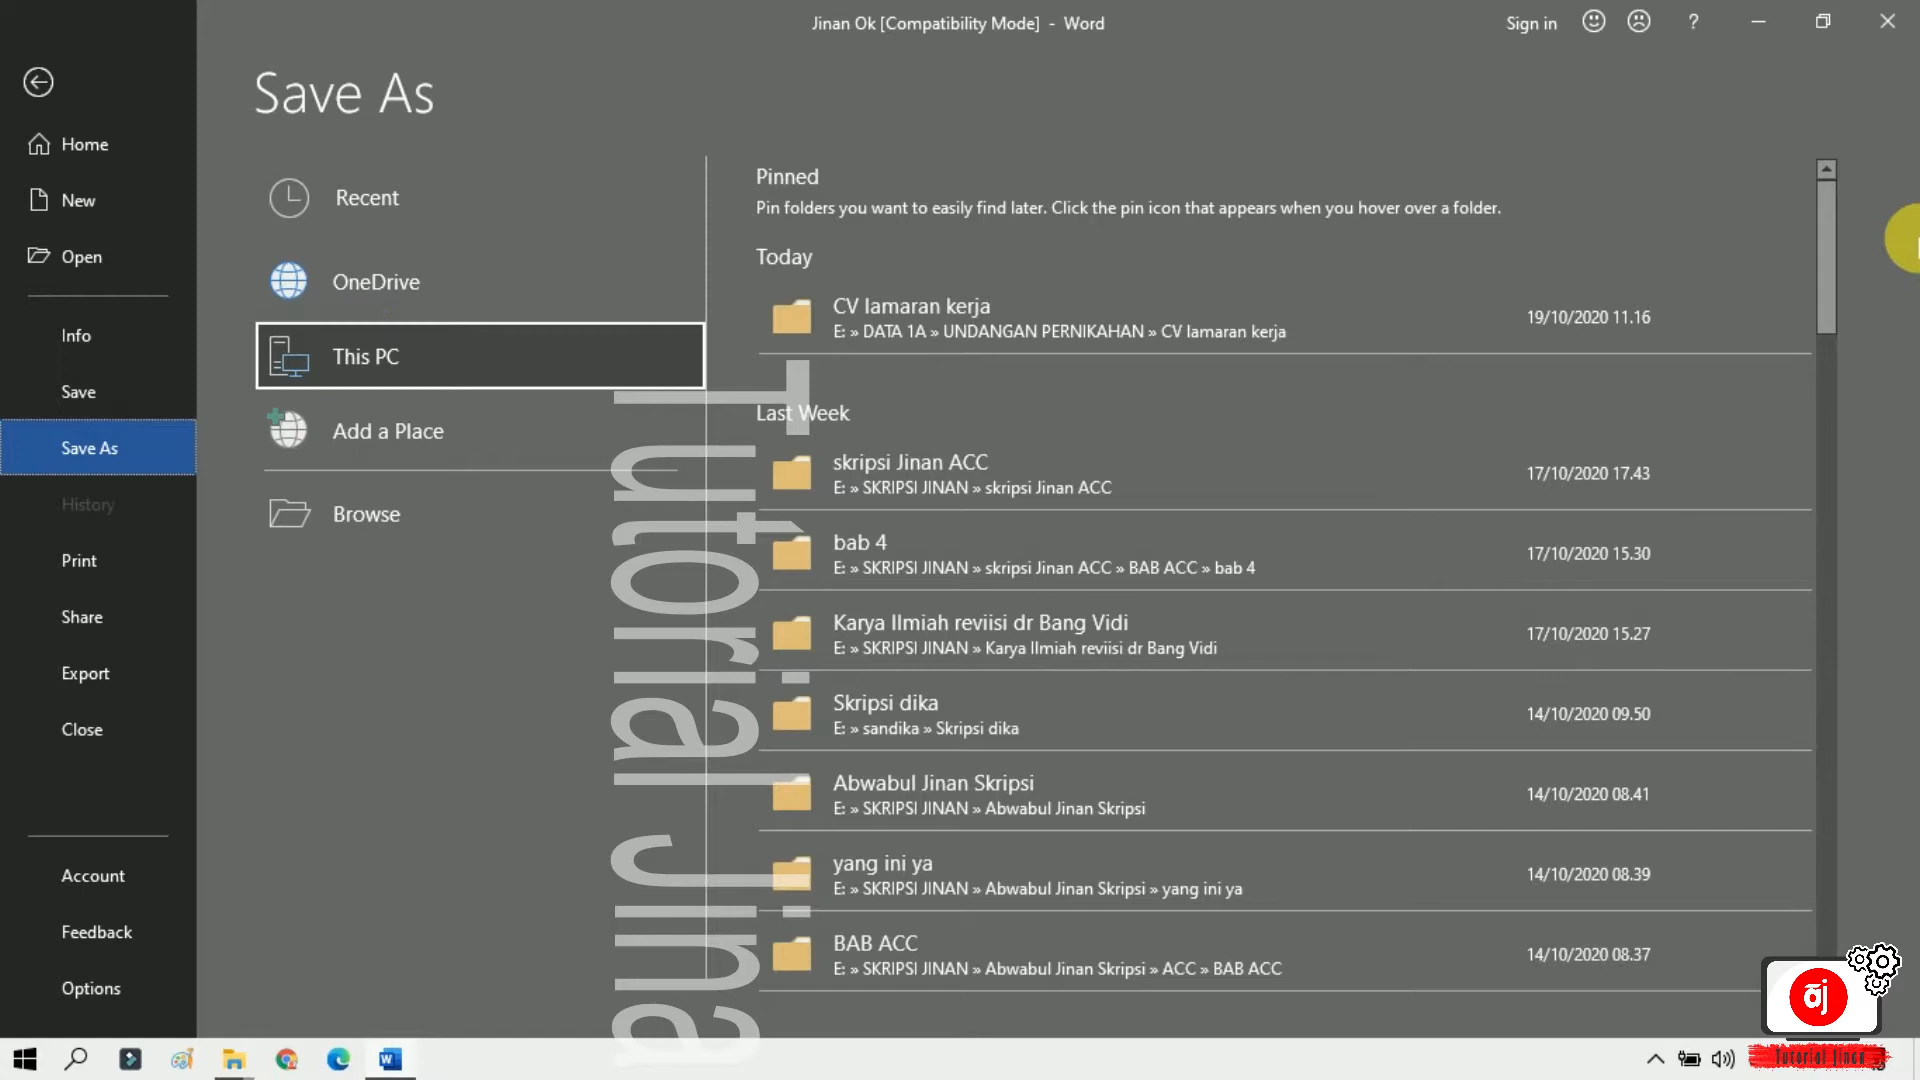 Jinan Ok [Compatibility Mode] - Word
Sign in
?
Save As
Home
New
Open
Info
Save
Save As
History
Print
Share
Export
Close
Account
Feedback
Options
Recent
OneDrive
This PC
Add a Place
Browse
Pinned
Pin folders you want to easily find later. Click the pin icon that appears when you hover over a folder.
Today
CV lamaran kerja
19/10/2020 11.16
E: » DATA 1A » UNDANGAN PERNIKAHAN » CV lamaran kerja
Last Week
skripsi Jinan ACC
17/10/2020 17.43
E: » SKRIPSI JINAN » skripsi Jinan ACC
bab 4
17/10/2020 15.30
E: » SKRIPSI JINAN » skripsi Jinan ACC » BAB ACC » bab 4
Karya Ilmiah reviisi dr Bang Vidi
17/10/2020 15.27
E: » SKRIPSI JINAN » Karya Ilmiah reviisi dr Bang Vidi
Skripsi dika
14/10/2020 09.50
E: » sandika » Skripsi dika
Abwabul Jinan Skripsi
14/10/2020 08.41
E: » SKRIPSI JINAN » Abwabul Jinan Skripsi
yang ini ya
14/10/2020 08.39
E: » SKRIPSI JINAN » Abwabul Jinan Skripsi » yang ini ya
BAB ACC
14/10/2020 08.37
E: » SKRIPSI JINAN » Abwabul Jinan Skripsi » ACC » BAB ACC
Tutorial Jina
aj
Tutorial Jinan